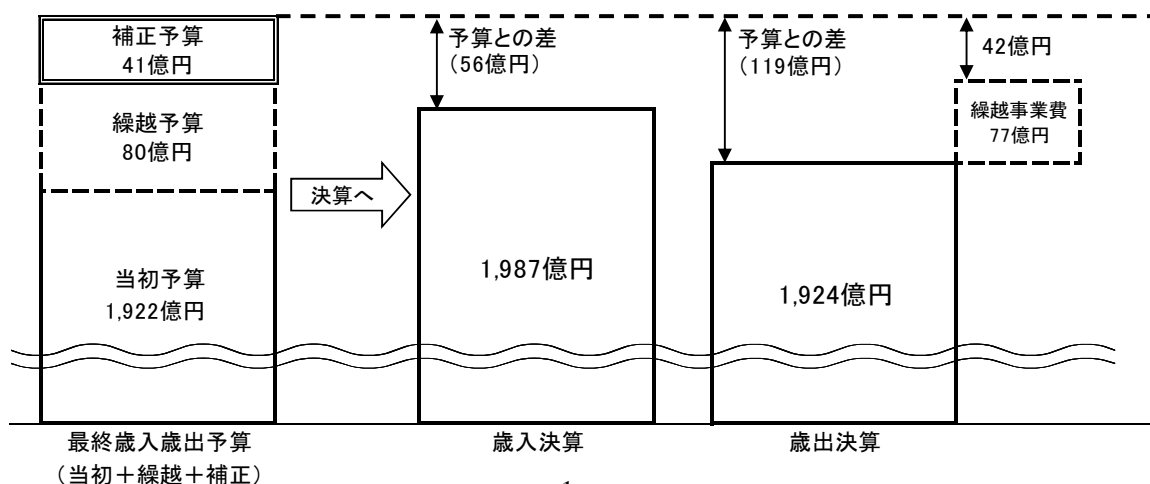 補正予算
41億円
繰越予算
80億円
当初予算
1,922億円
最終歳入歳出予算
（当初＋繰越＋補正）
決算へ
予算との差
（56億円）
1,987億円
歳入決算
予算との差
（119億円）
1,924億円
歳出決算
42億円
繰越事業費
77億円